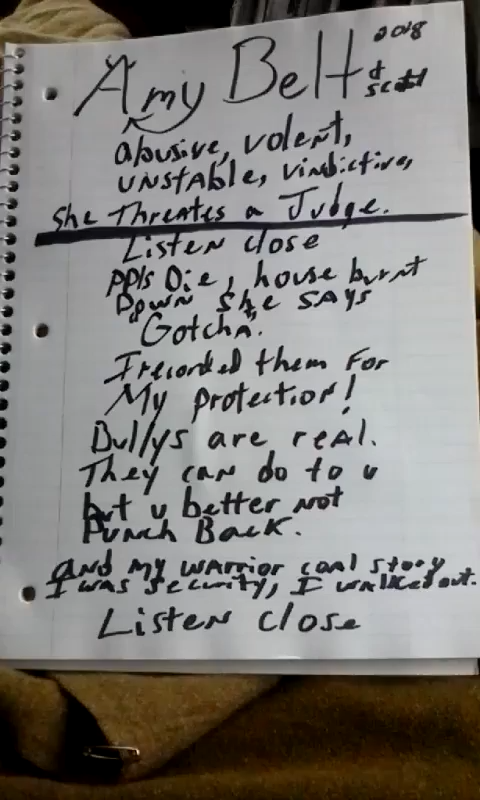 2018
Amy Belt
& scott
abusive, volent,
UNSTABLE, vindictive,
She Threates a Judge.
Listen close
ppls Die, house burnt
Down She SAYS
"Gotcha".
I recorded them For
My protection!
Bullys are real.
They can do to u
but u better not
Punch Back.
and my warrior coal story
I was security, I walked out.
Listen close